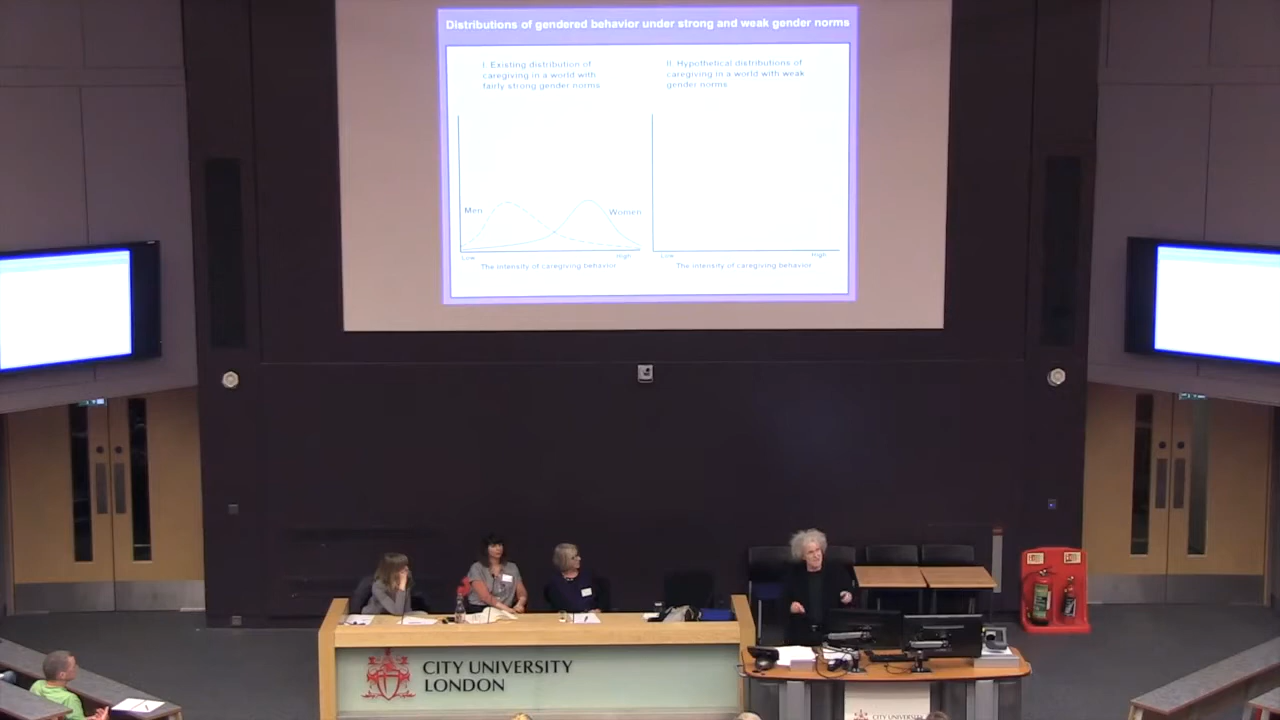 Distributions of gendered behavior under strong and weak gender norms
I. Existing distribution of
caregiving in a world with
fairly strong gender norms
II. Hypothetical distributions of
caregiving in a world with weak
gender norms
Men
Women
Low
High
The intensity of caregiving behavior
Low
High
The intensity of caregiving behavior
CITY UNIVERSITY
LONDON
CITY UNIVERSITY